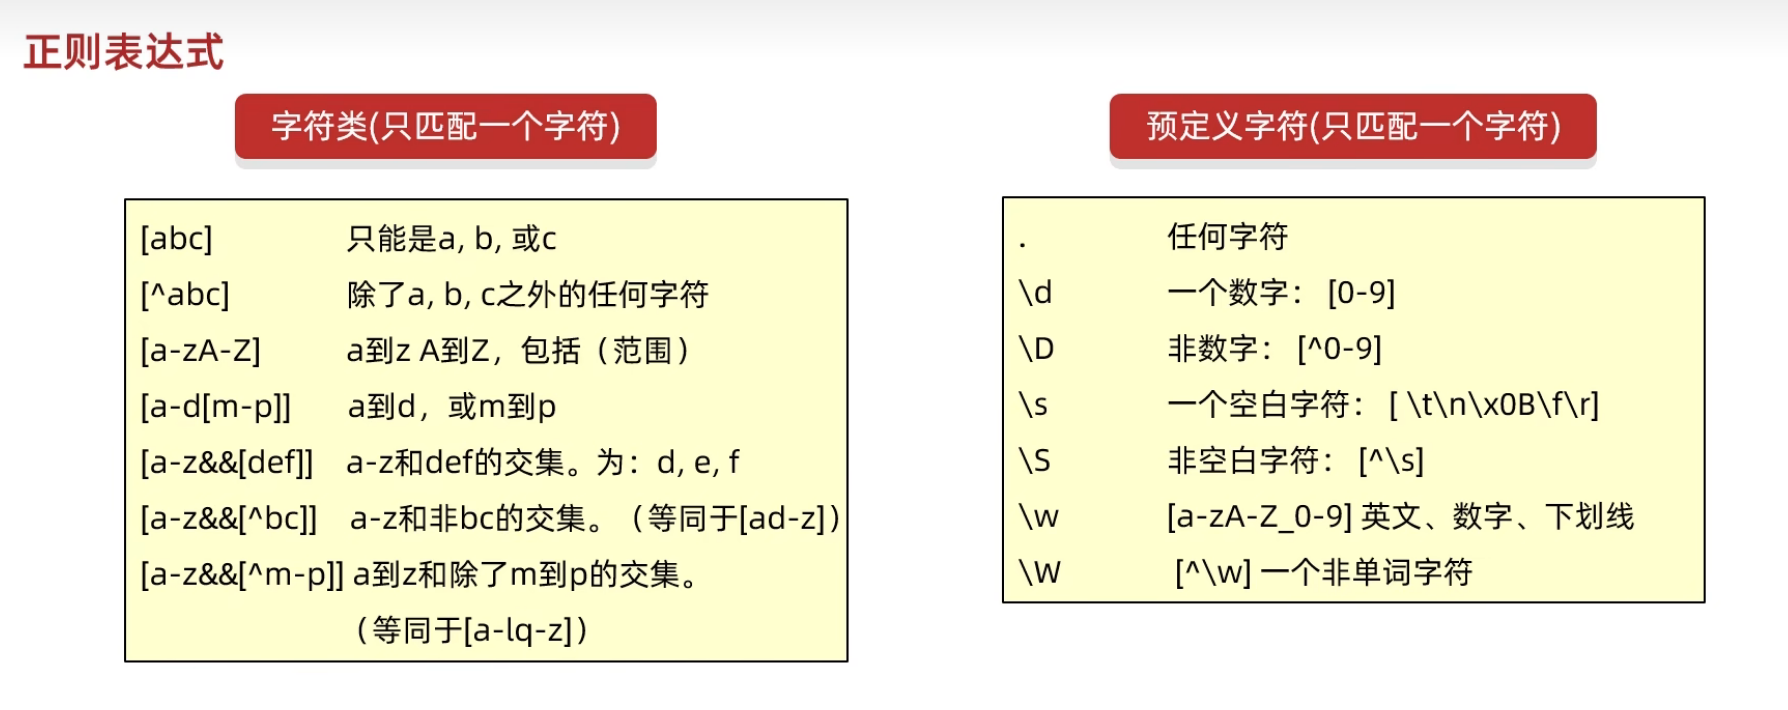 正则表达式
字符类(只匹配一个字符)
[abc] 只能是a, b, 或c
[^abc] 除了a, b, c之外的任何字符
[a-zA-Z] a到z A到Z，包括（范围）
[a-d[m-p]] a到d，或m到p
[a-z&&[def]] a-z和def的交集。为：d, e, f
[a-z&&[^bc]] a-z和非bc的交集。（等同于[ad-z]）
[a-z&&[^m-p]] a到z和除了m到p的交集。
（等同于[a-lq-z]）
预定义字符(只匹配一个字符)
. 任何字符
\d 一个数字： [0-9]
\D 非数字： [^0-9]
\s 一个空白字符： [ \t\n\x0B\f\r]
\S 非空白字符： [^\s]
\w [a-zA-Z_0-9] 英文、数字、下划线
\W [^\w] 一个非单词字符